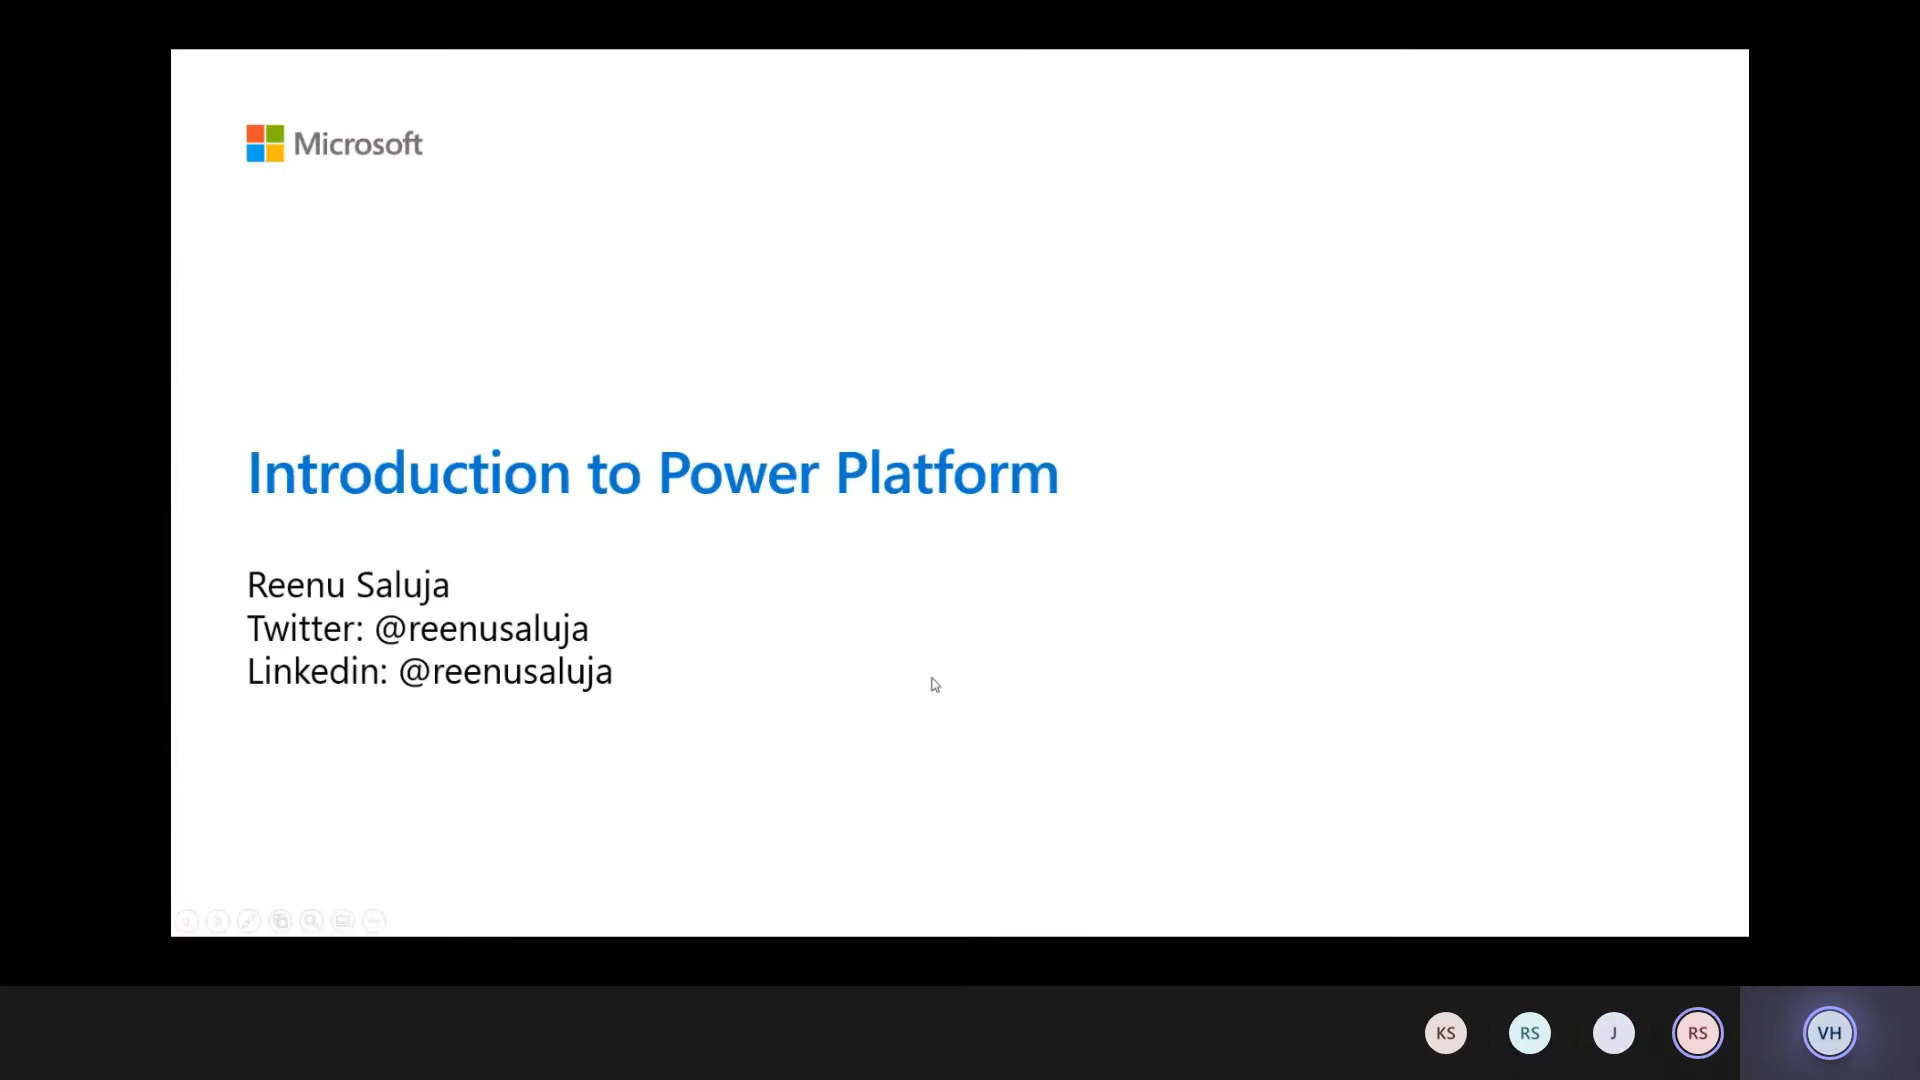 Microsoft
Introduction to Power Platform
Reenu Saluja
Twitter: @reenusaluja
Linkedin: @reenusaluja
KS RS J RS VH